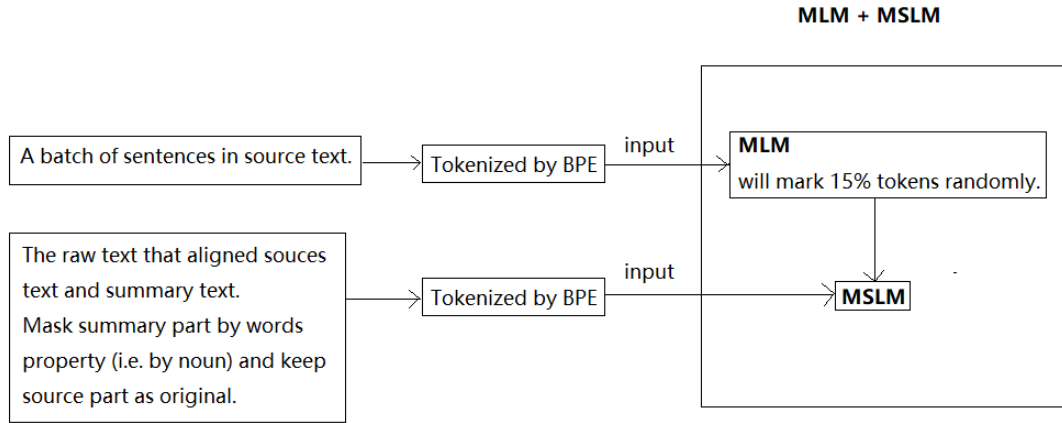 MLM + MSLM
A batch of sentences in source text.
Tokenized by BPE
input
MLM
will mark 15% tokens randomly.
The raw text that aligned souces
text and summary text.
Mask summary part by words
property (i.e. by noun) and keep
source part as original.
Tokenized by BPE
input
MSLM